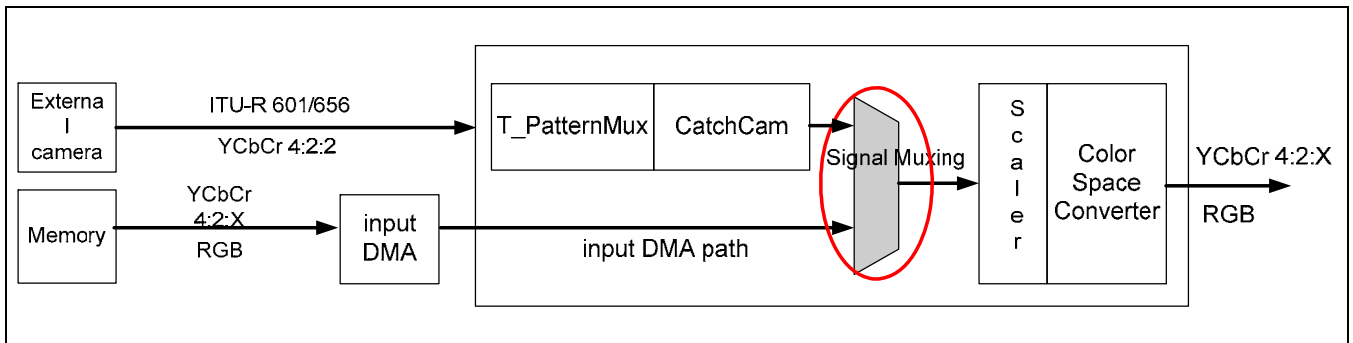 Externa
l
camera
ITU-R 601/656
YCbCr 4:2:2
T_PatternMux
CatchCam
Signal Muxing
S
c
a
l
e
r
Color
Space
Converter
YCbCr 4:2:X
RGB
Memory
YCbCr
4:2:X
RGB
input
DMA
input DMA path